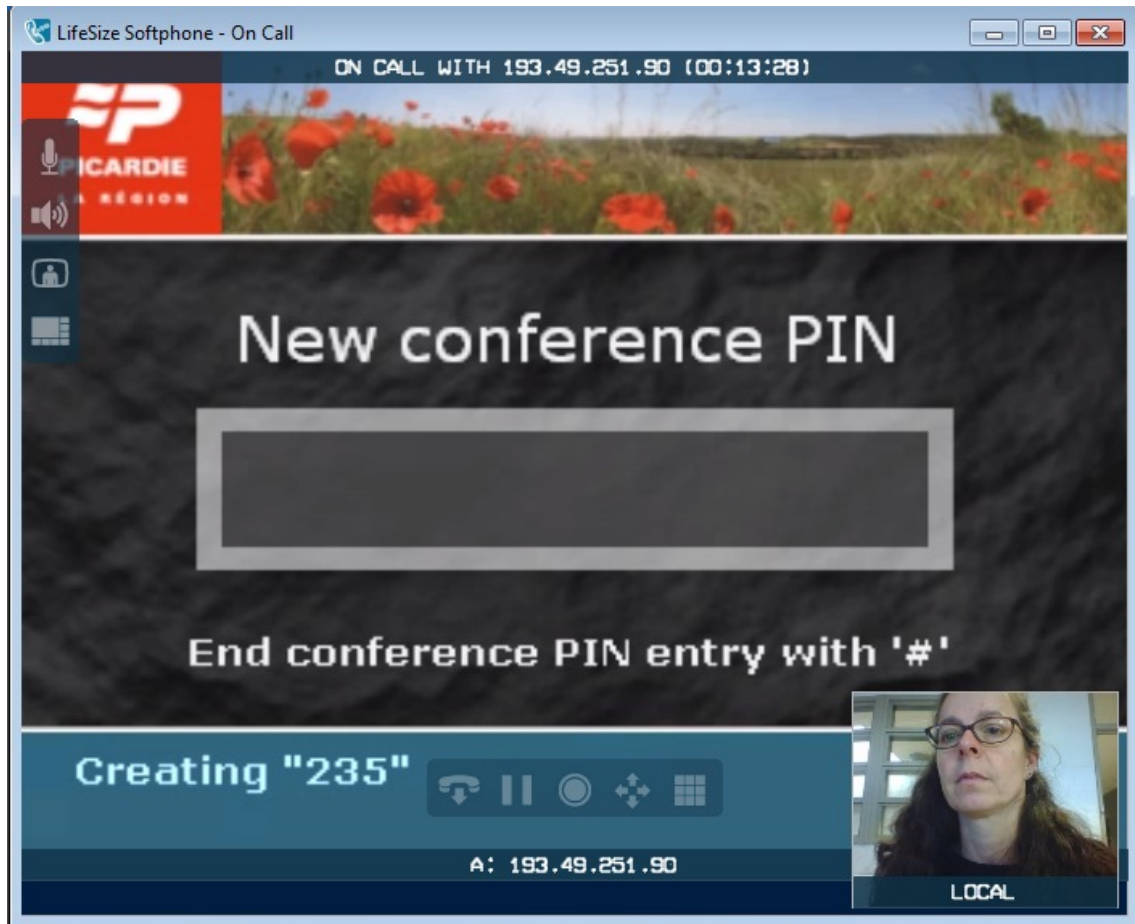 LifeSize Softphone - On Call
ON CALL WITH 193.49.251.90 (00:13:28)
PICARDIE
LA RÉGION
New conference PIN
End conference PIN entry with '#'
Creating "235"
A: 193.49.251.90
LOCAL